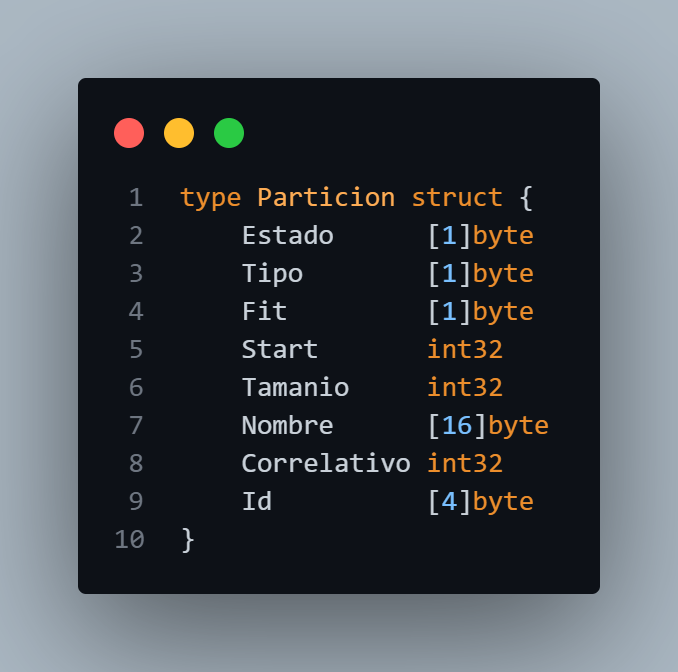 1 type Particion struct {
2     Estado      [1]byte
3     Tipo        [1]byte
4     Fit         [1]byte
5     Start       int32
6     Tamanio     int32
7     Nombre      [16]byte
8     Correlativo int32
9     Id          [4]byte
10 }